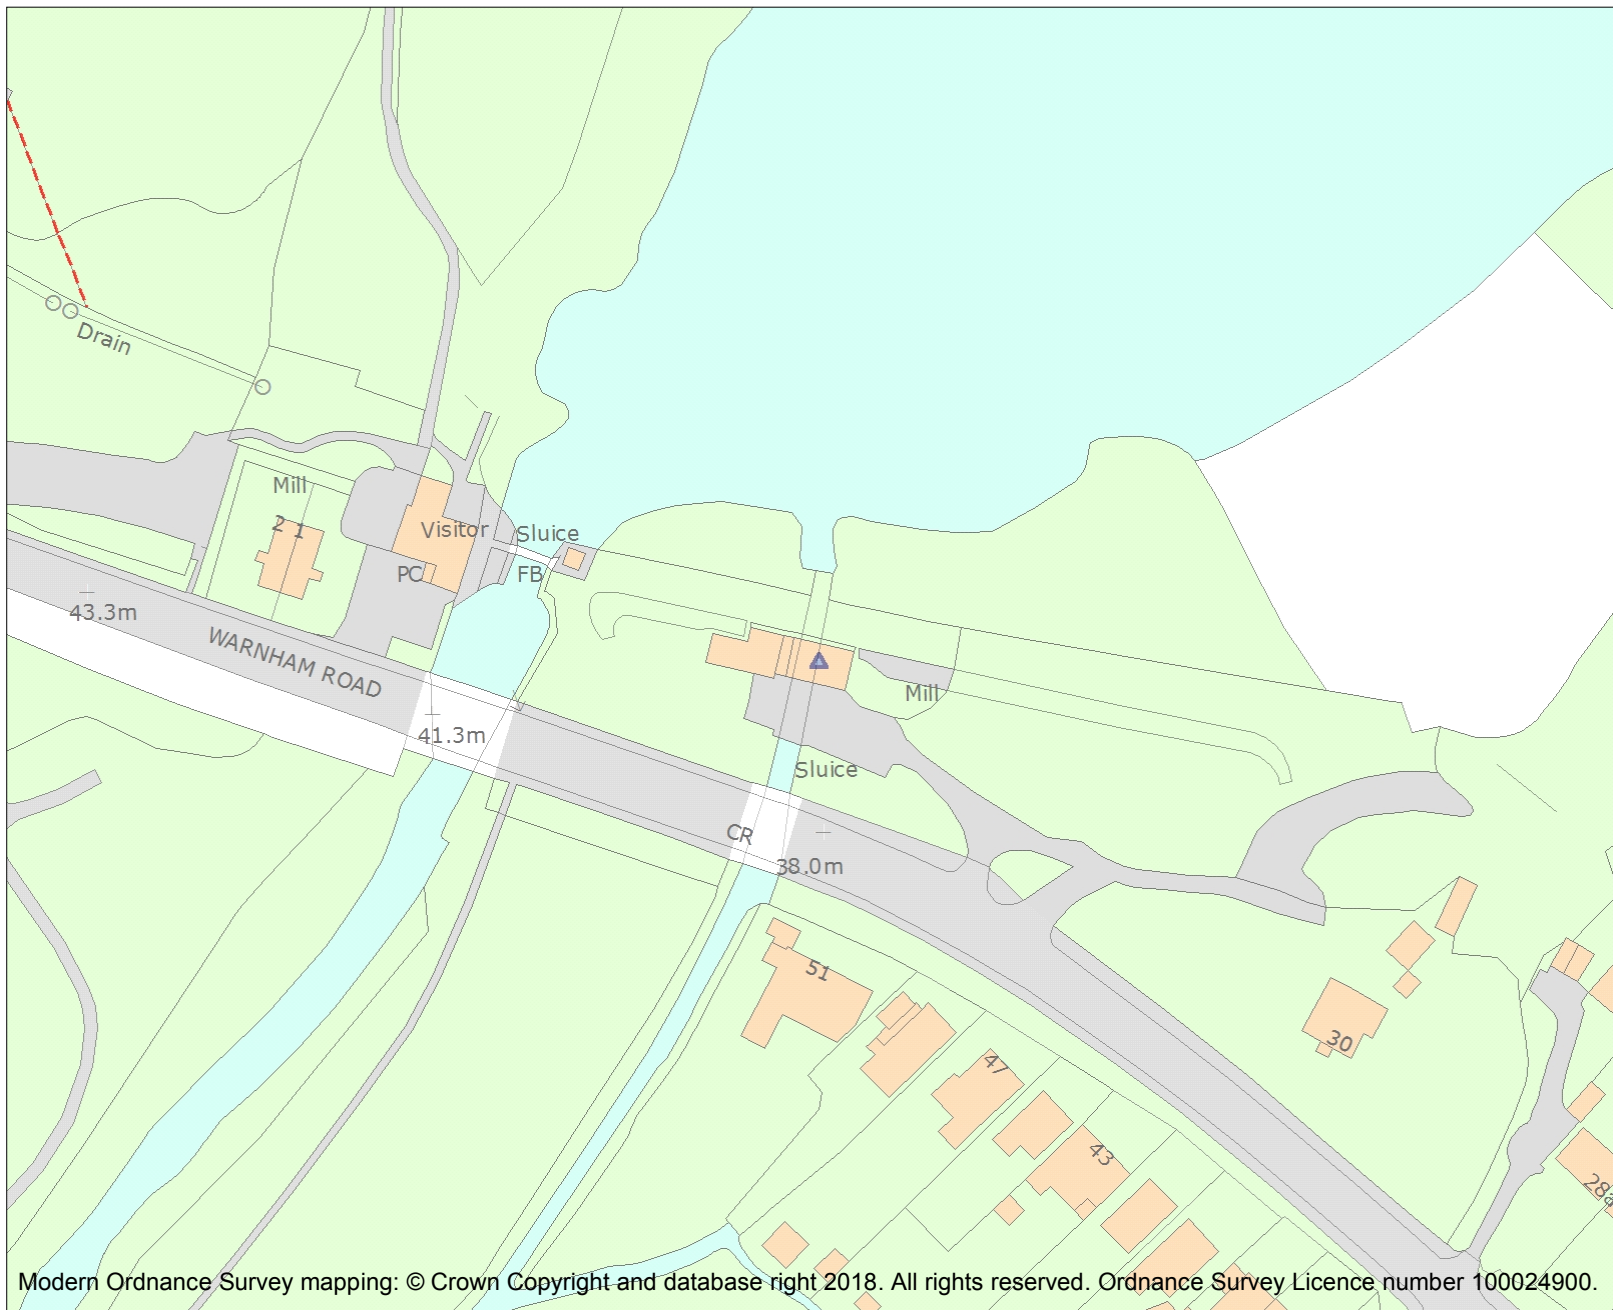 Drain
Mill
2 1
Visitor
Sluice
PC
FB
43.3m
WARNHAM ROAD
Mill
41.3m
Sluice
CR
38.0m
51
30
47
43
Modern Ordnance Survey mapping: © Crown Copyright and database right 2018. All rights reserved. Ordnance Survey Licence number 100024900.